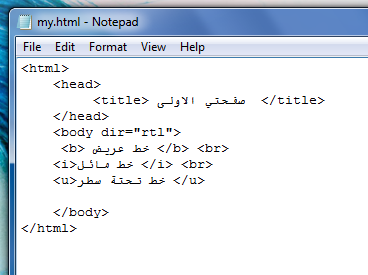 my.html - Notepad
File Edit Format View Help
<html>
<head>
<title> صفحتي الاولى </title>
</head>
<body dir="rtl">
<b> خط عريض </b> <br>
<i>خط مائل </i> <br>
<u>خط تحتة سطر </u>
</body>
</html>